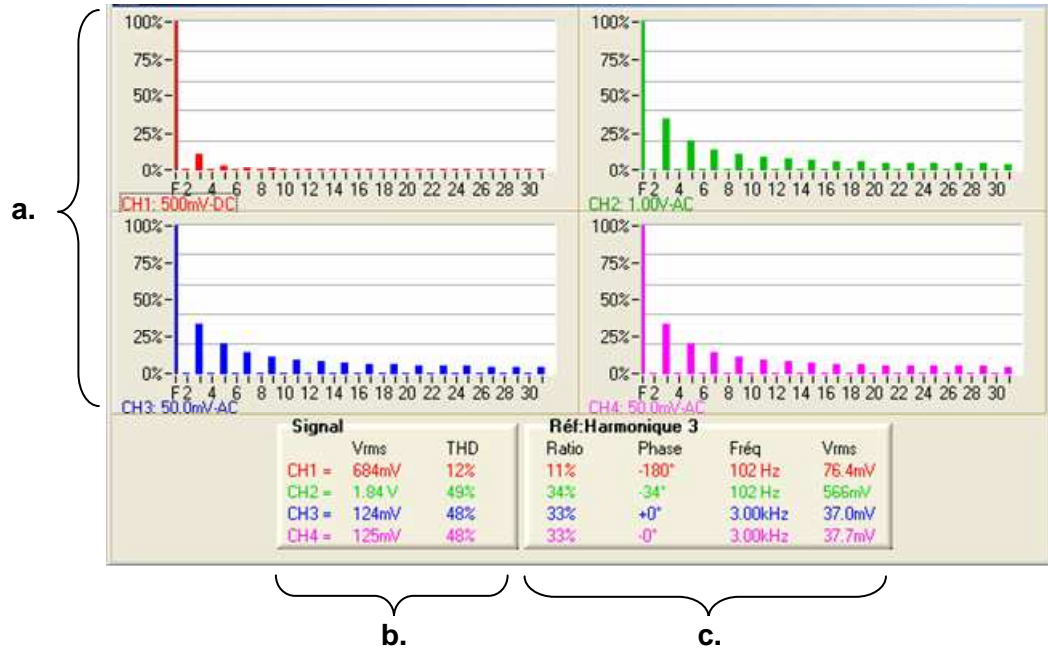 100%
75%
50%
25%
0%
F 2 4 6 8 10 12 14 16 18 20 22 24 26 28 30
CH1: 500mV-DC
100%
75%
50%
25%
0%
F 2 4 6 8 10 12 14 16 18 20 22 24 26 28 30
CH2: 1.00V-AC
a.
100%
75%
50%
25%
0%
F 2 4 6 8 10 12 14 16 18 20 22 24 26 28 30
CH3: 50.0mV-AC
100%
75%
50%
25%
0%
F 2 4 6 8 10 12 14 16 18 20 22 24 26 28 30
CH4: 50.0mV-AC
Signal
Vrms THD
CH1 = 684mV 12%
CH2 = 1.84 V 49%
CH3 = 124mV 48%
CH4 = 125mV 48%
Réf:Harmonique 3
Ratio Phase Fréq Vrms
11% -180° 102 Hz 76.4mV
34% -34° 102 Hz 566mV
33% +0° 3.00kHz 37.0mV
33% -0° 3.00kHz 37.7mV
b.
c.